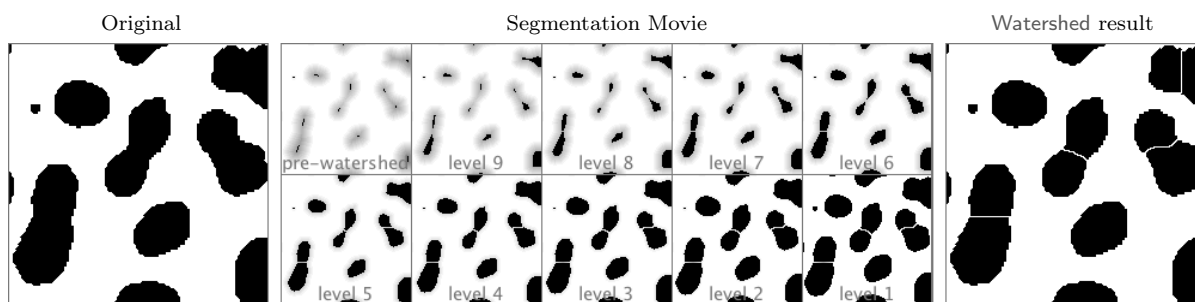 Original
Segmentation Movie
Watershed result
pre-watershed
level 9
level 8
level 7
level 6
level 5
level 4
level 3
level 2
level 1